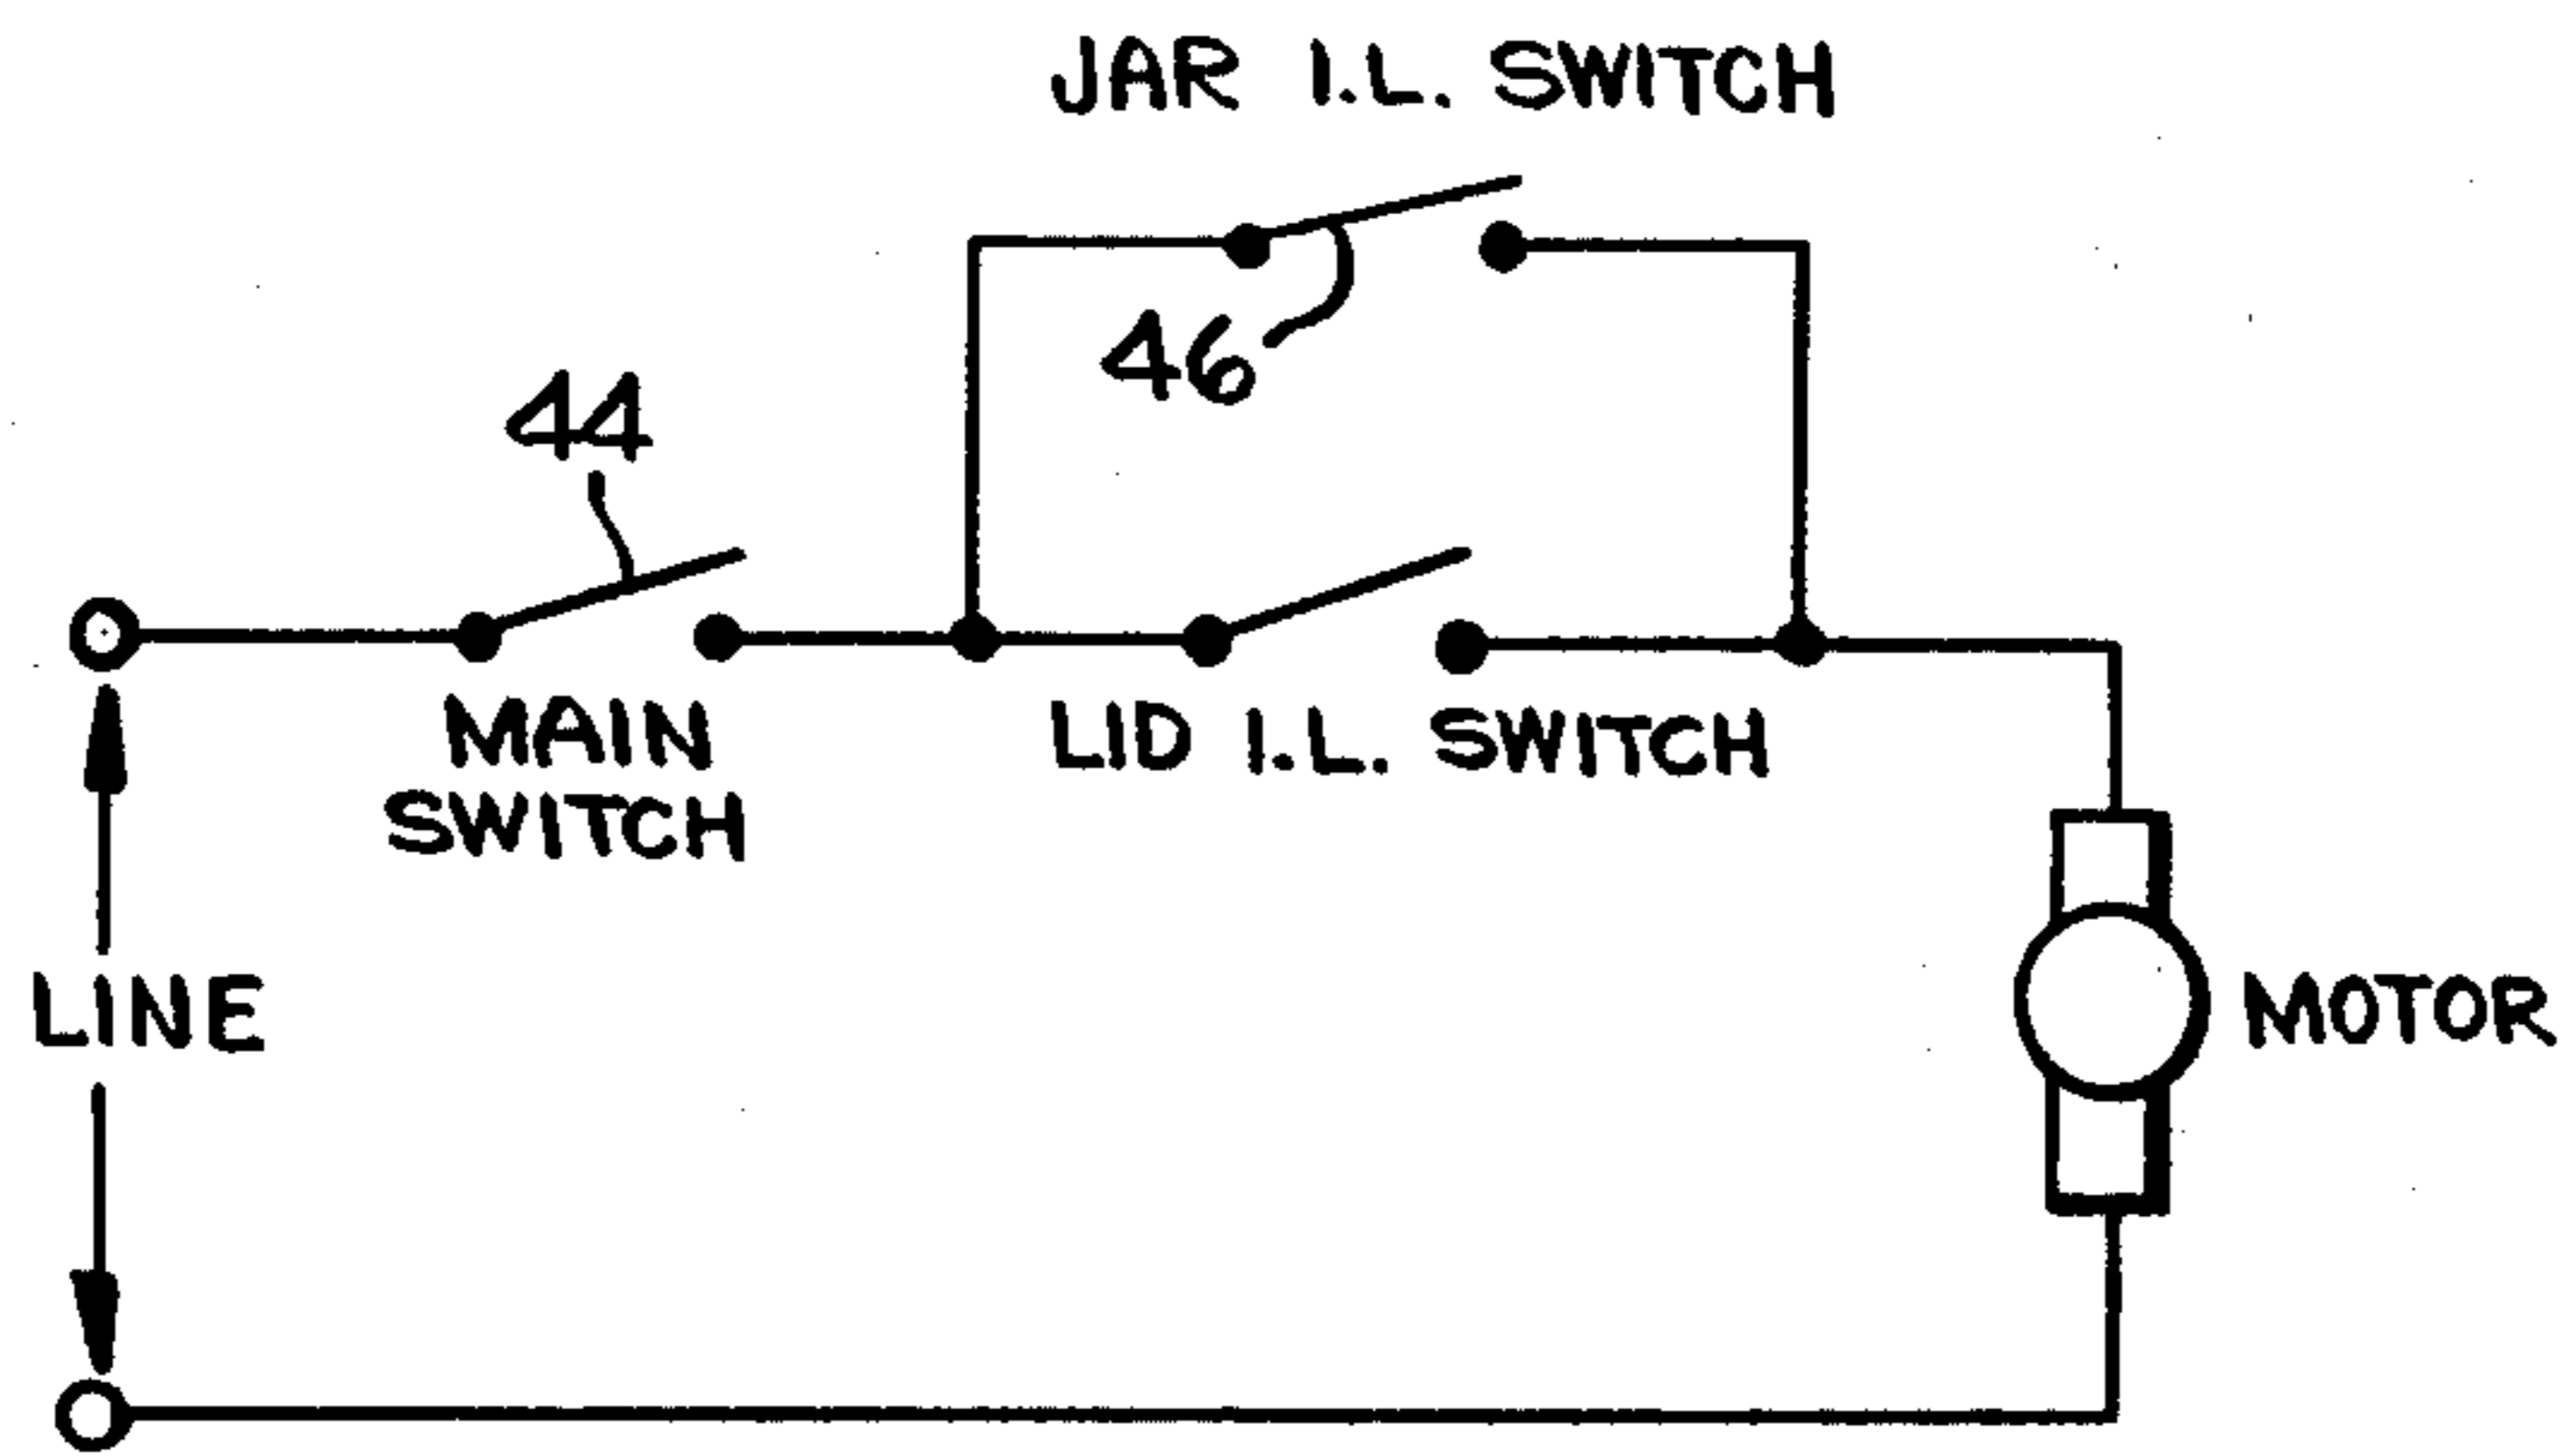 JAR I.L. SWITCH
46
44
MAIN
SWITCH
LID I.L. SWITCH
LINE
MOTOR